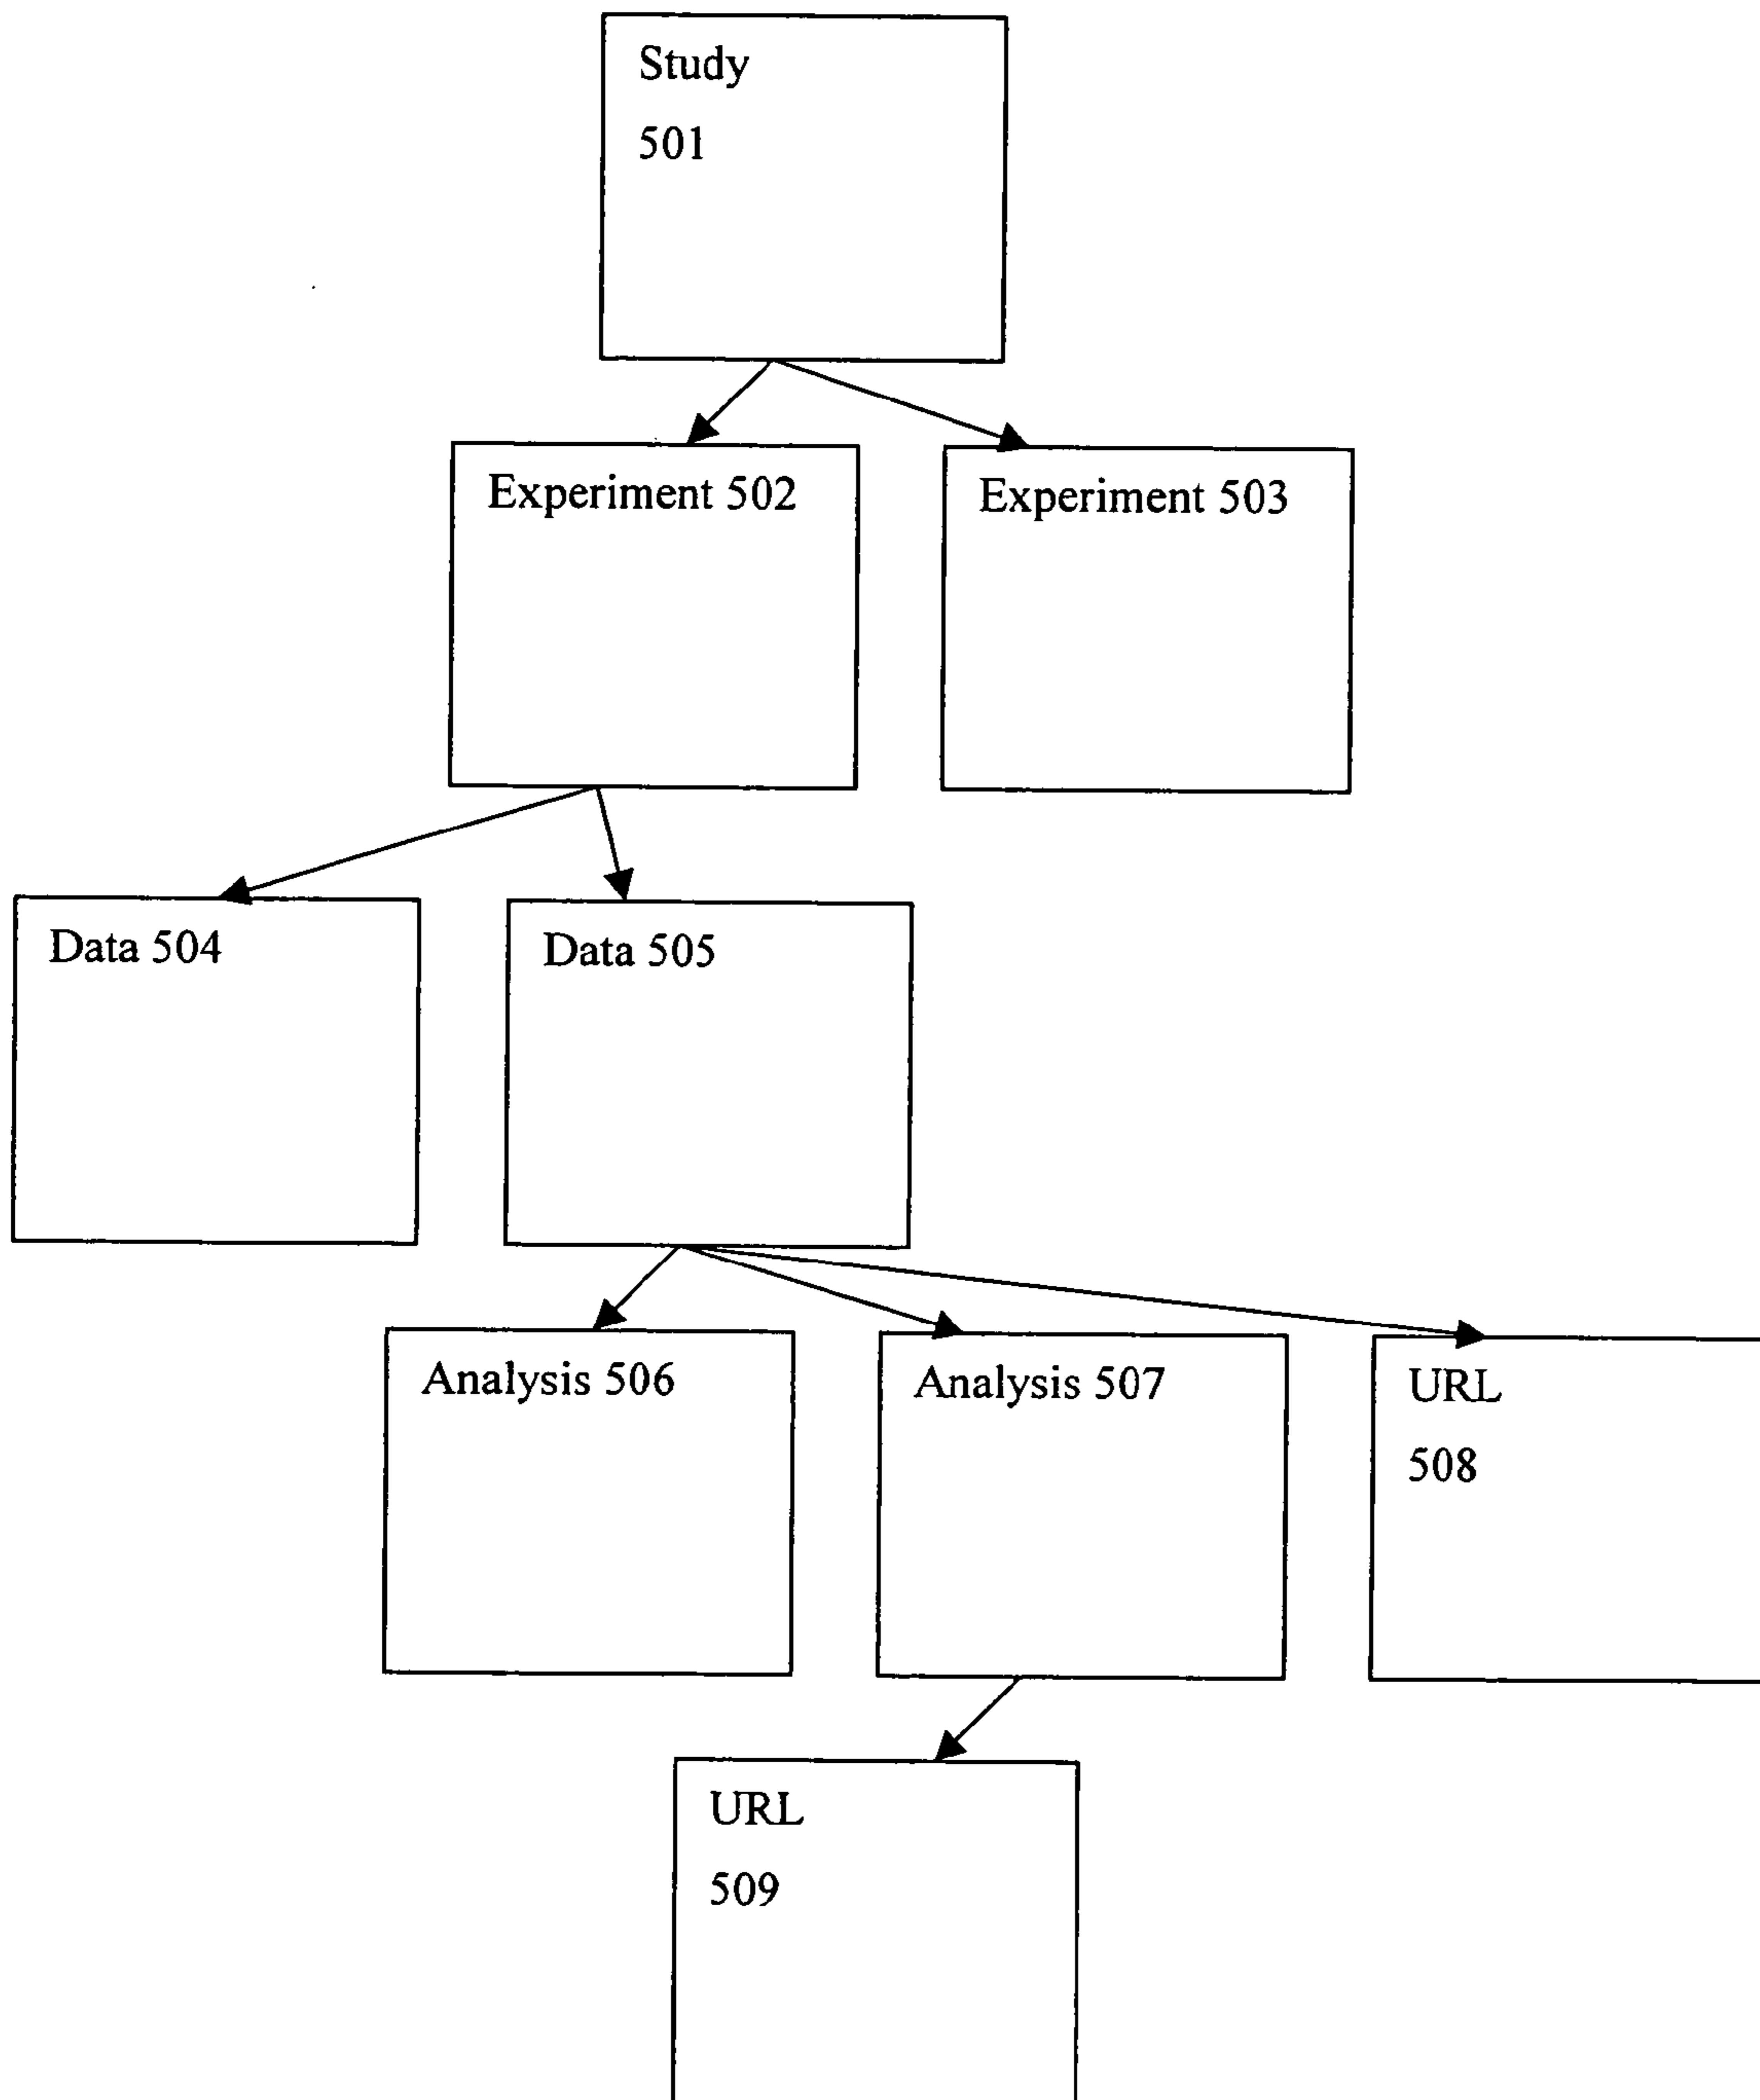 Study
501
Experiment 502
Experiment 503
Data 504
Data 505
Analysis 506
Analysis 507
URL
508
URL
509